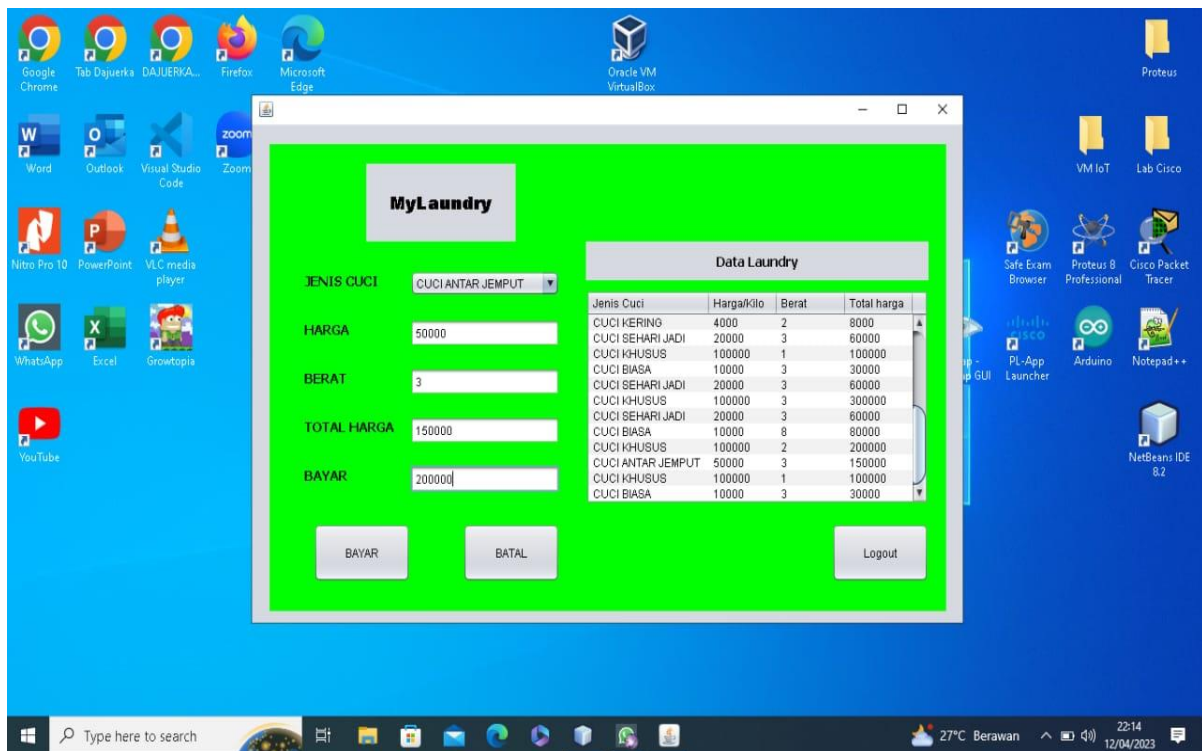 Google Chrome
Tab Dajuerka
DAJUERKA...
Firefox
Microsoft Edge
Oracle VM VirtualBox
Proteus
Word
Outlook
Visual Studio Code
Zoom
zoom
VM IoT
Lab Cisco
Nitro Pro 10
PowerPoint
VLC media player
Safe Exam Browser
Proteus 8 Professional
Cisco Packet Tracer
WhatsApp
Excel
Growtopia
GUI
PL-App Launcher
CISCO
Arduino
Notepad++
YouTube
NetBeans IDE 8.2
MyLaundry
JENIS CUCI
CUCI ANTAR JEMPUT
HARGA
50000
BERAT
3
TOTAL HARGA
150000
BAYAR
200000
BAYAR
BATAL
Data Laundry
Jenis Cuci Harga/Kilo Berat Total harga
CUCI KERING 4000 2 8000
CUCI SEHARI JADI 20000 3 60000
CUCI KHUSUS 100000 1 100000
CUCI BIASA 10000 3 30000
CUCI SEHARI JADI 20000 3 60000
CUCI KHUSUS 100000 3 300000
CUCI SEHARI JADI 20000 3 60000
CUCI BIASA 10000 8 80000
CUCI KHUSUS 100000 2 200000
CUCI ANTAR JEMPUT 50000 3 150000
CUCI KHUSUS 100000 1 100000
CUCI BIASA 10000 3 30000
Logout
Type here to search
27°C Berawan
22:14
12/04/2023